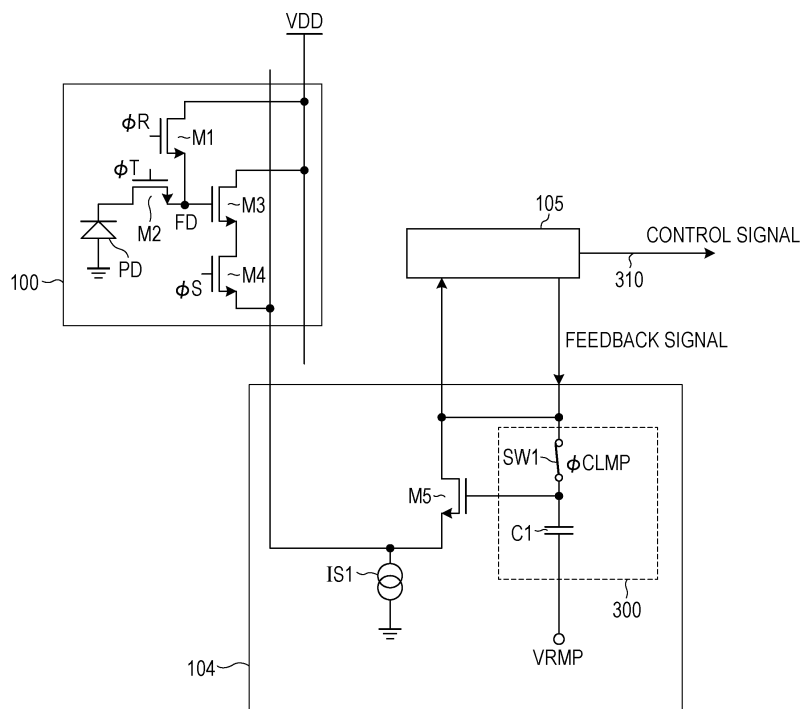 VDD
ϕR
M1
ϕT
M2
FD
M3
PD
ϕS
M4
100
105
CONTROL SIGNAL
310
FEEDBACK SIGNAL
SW1
ϕCLMP
M5
C1
IS1
300
VRMP
104